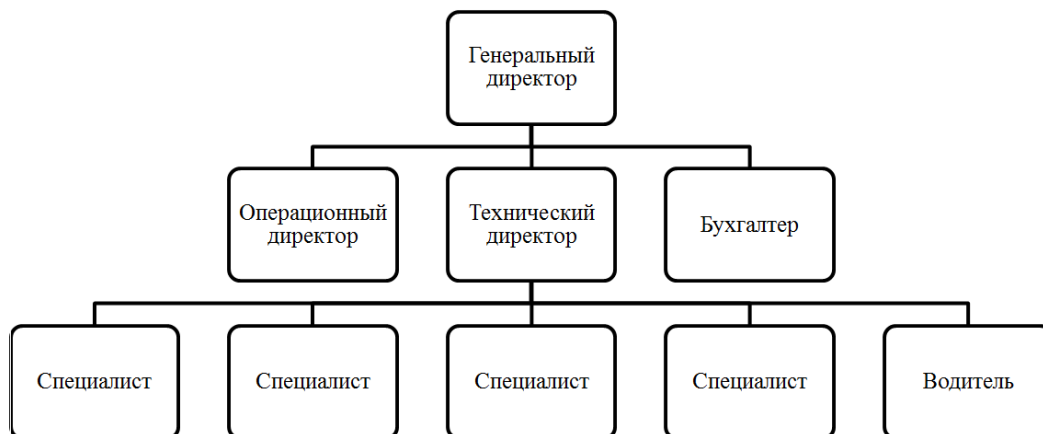 Генеральный
директор
Операционный
директор
Технический
директор
Бухгалтер
Специалист
Специалист
Специалист
Специалист
Водитель